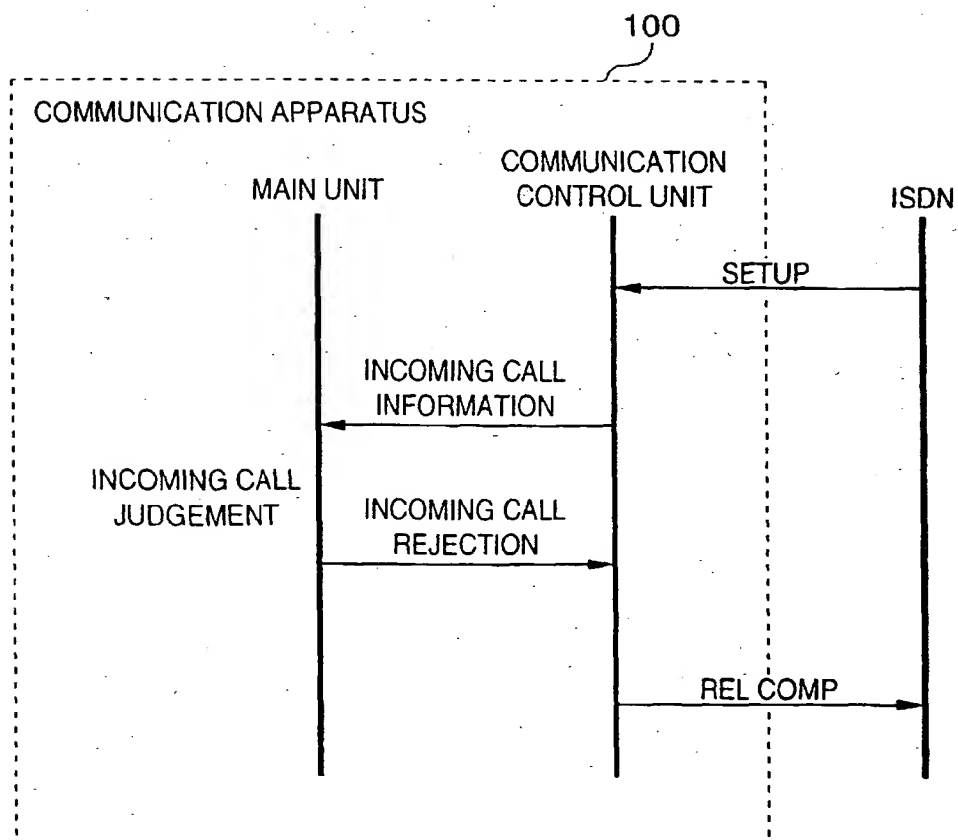 100
COMMUNICATION APPARATUS
MAIN UNIT
COMMUNICATION
CONTROL UNIT
ISDN
SETUP
INCOMING CALL
INFORMATION
INCOMING CALL
JUDGEMENT
INCOMING CALL
REJECTION
REL COMP